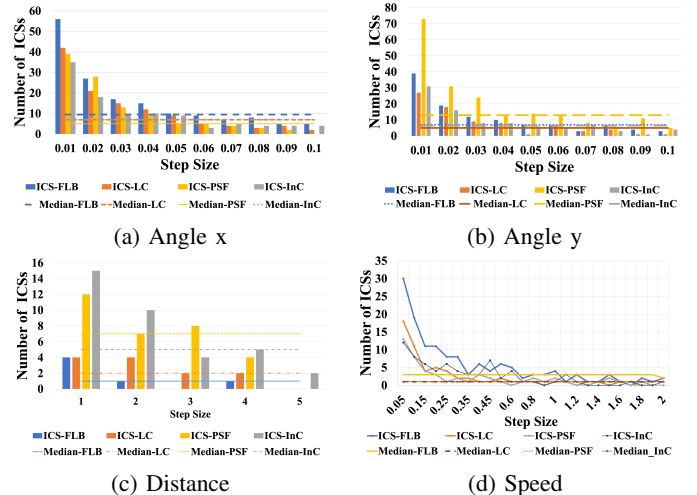 Number of ICSs
60
50
40
30
20
10
0
0.01 0.02 0.03 0.04 0.05 0.06 0.07 0.08 0.09 0.1
Step Size
ICS-FLB ICS-LC ICS-PSF ICS-InC
Median-FLB Median-LC Median-PSF Median-InC
(a) Angle x
Number of ICSs
80
70
60
50
40
30
20
10
0
0.01 0.02 0.03 0.04 0.05 0.06 0.07 0.08 0.09 0.1
Step Size
ICS-FLB ICS-LC ICS-PSF ICS-InC
Median-FLB Median-LC Median-PSF Median-InC
(b) Angle y
Number of ICSs
16
14
12
10
8
6
4
2
0
1 2 3 4 5
Step Size
ICS-FLB ICS-LC ICS-PSF ICS-InC
Median-FLB Median-LC Median-PSF Median-InC
(c) Distance
Number of ICSs
35
30
25
20
15
10
5
0
0.05 0.15 0.25 0.35 0.45 0.6 0.8 1 1.2 1.4 1.6 1.8 2
Step Size
ICS-FLB ICS-LC ICS-PSF ICS-InC
Median-FLB Median-LC Median-PSF Median_InC
(d) Speed